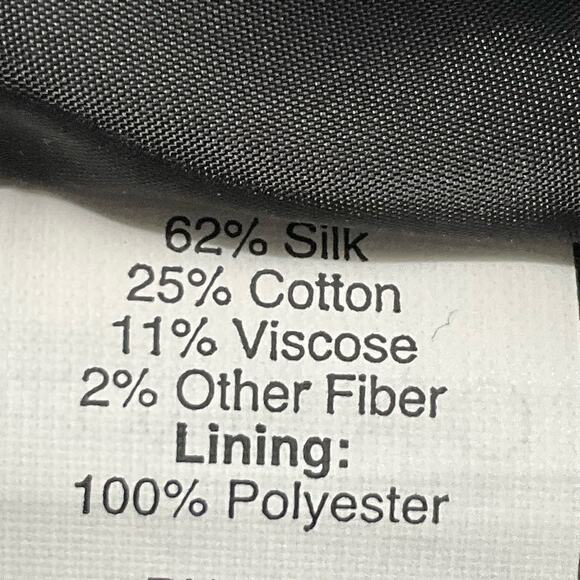 62% Silk
25% Cotton
11% Viscose
2% Other Fiber
Lining:
100% Polyester